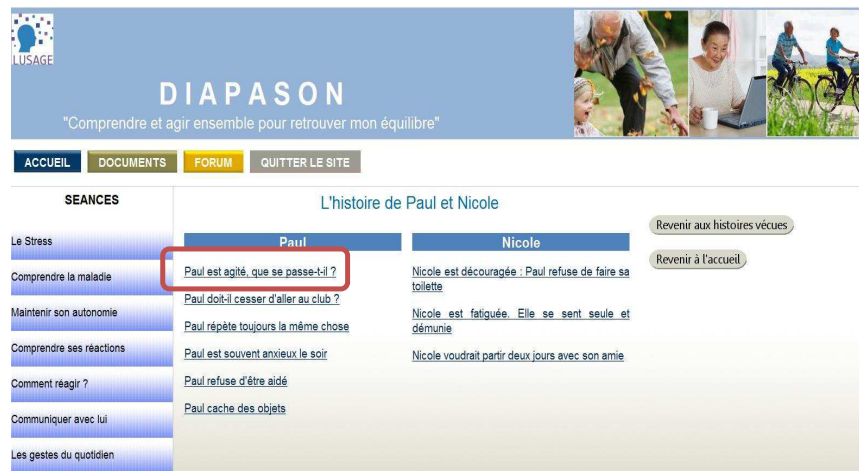 LUSAGE
DIAPASON
"Comprendre et agir ensemble pour retrouver mon équilibre"
ACCUEIL DOCUMENTS FORUM QUITTER LE SITE
SEANCES
Le Stress
Comprendre la maladie
Maintenir son autonomie
Comprendre ses réactions
Comment réagir ?
Communiquer avec lui
Les gestes du quotidien
L'histoire de Paul et Nicole
Paul
Paul est agité, que se passe-t-il ?
Paul doit-il cesser d'aller au club ?
Paul répète toujours la même chose
Paul est souvent anxieux le soir
Paul refuse d'être aidé
Paul cache des objets
Nicole
Nicole est découragée : Paul refuse de faire sa
toilette
Nicole est fatiguée. Elle se sent seule et
démunie
Nicole voudrait partir deux jours avec son amie
Revenir aux histoires vécues
Revenir à l'accueil